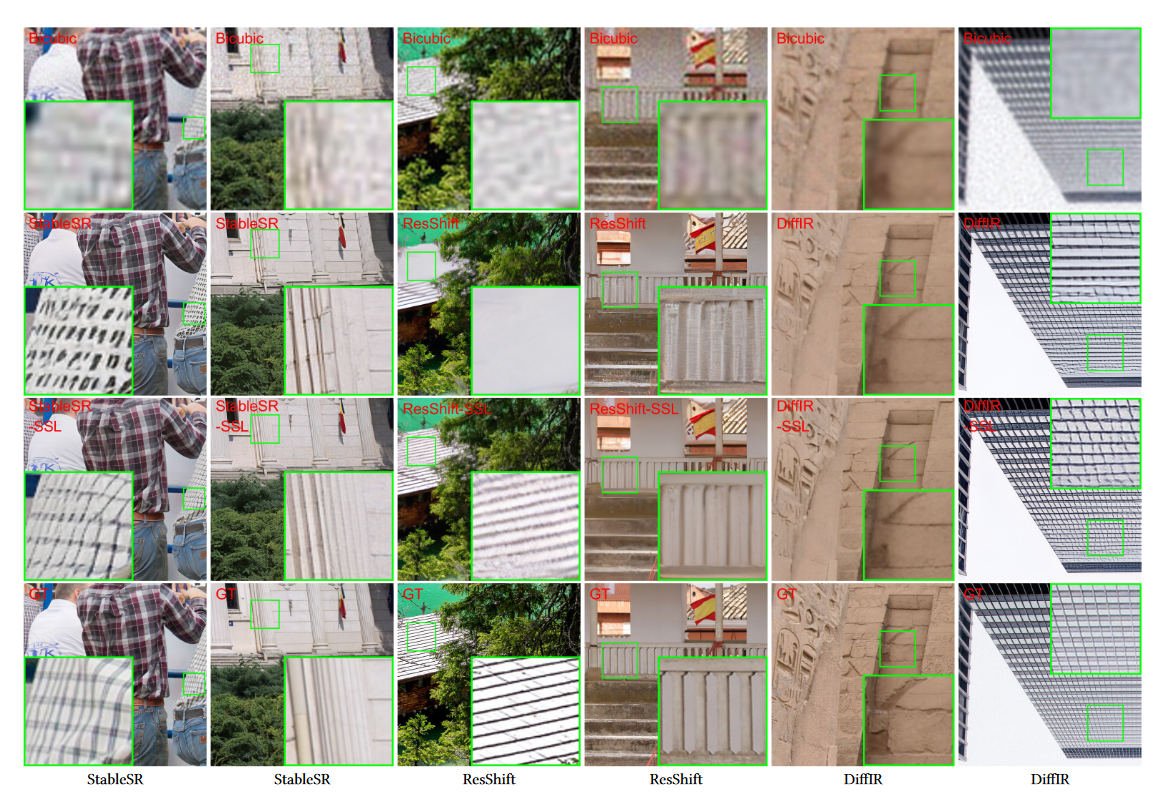 Bicubic Bicubic Bicubic Bicubic Bicubic Bicubic
StableSR StableSR ResShift ResShift DiffIR DiffIR
StableSR StableSR ResShift-SSL ResShift-SSL DiffIR DiffIR
-SSL -SSL -SSL -SSL
GT GT GT GT GT GT
StableSR StableSR ResShift ResShift DiffIR DiffIR